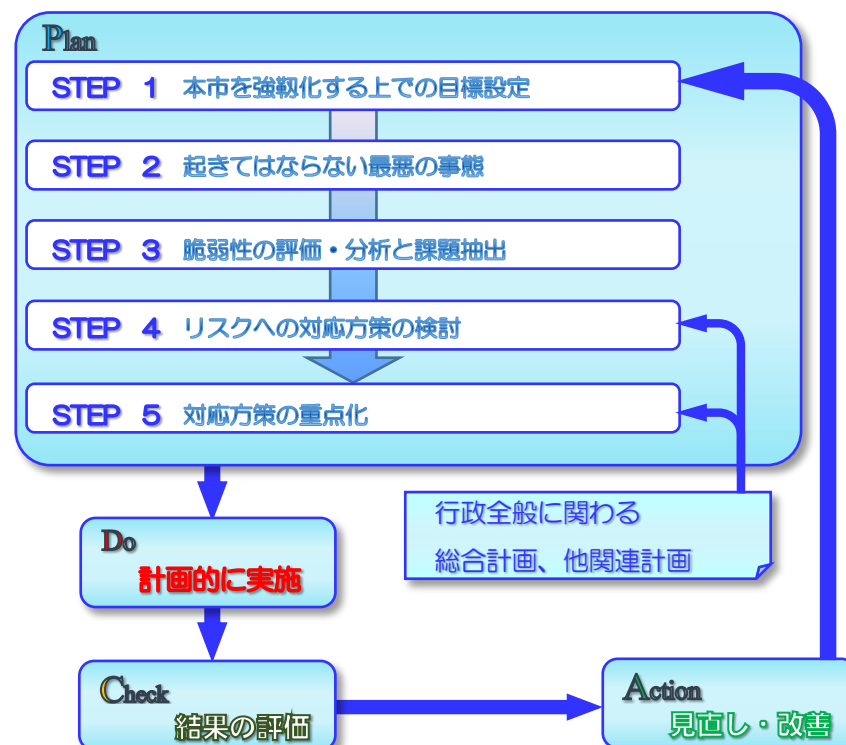 Plan
STEP 1 本市を強靱化する上での目標設定
STEP 2 起きてはならない最悪の事態
STEP 3 脆弱性の評価・分析と課題抽出
STEP 4 リスクへの対応方策の検討
STEP 5 対応方策の重点化
行政全般に関わる
総合計画、他関連計画
Do
計画的に実施
Check
結果の評価
Action
見直し・改善